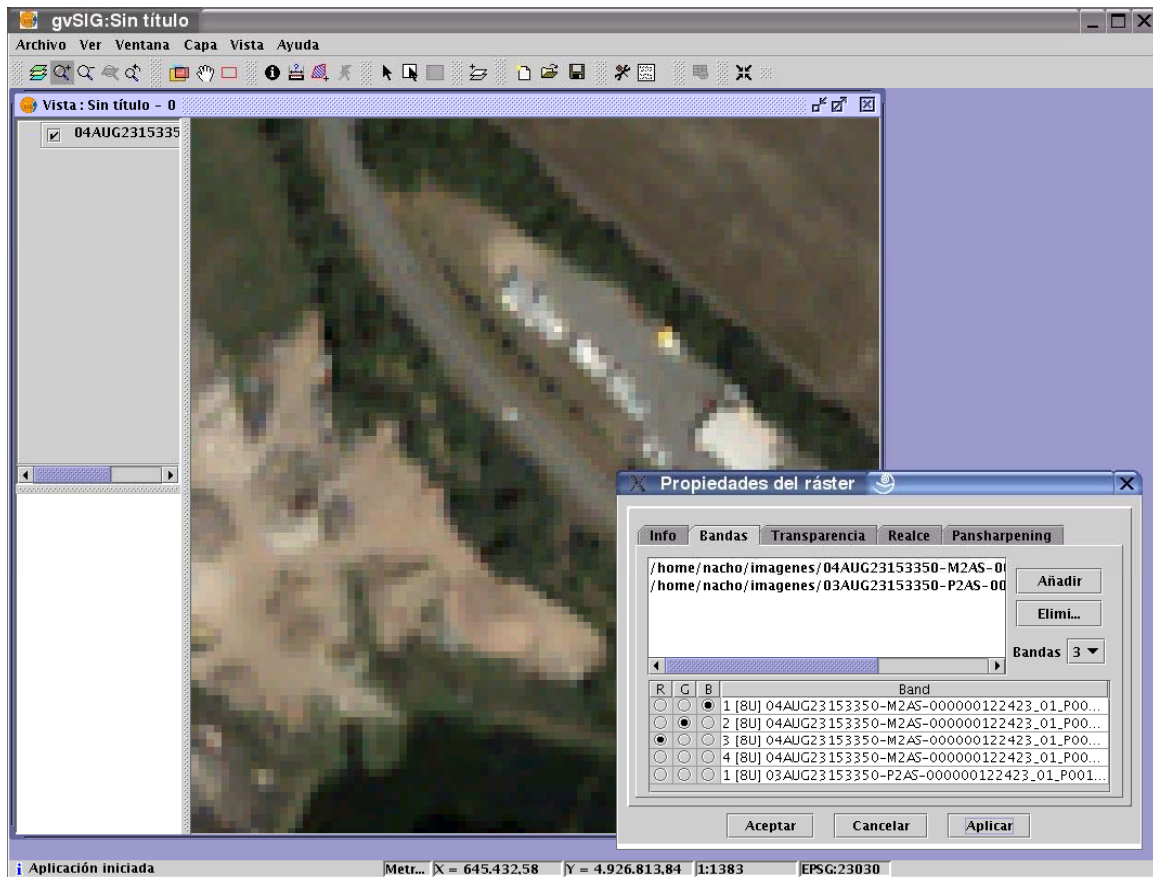 gvSIG:Sin título
Archivo Ver Ventana Capa Vista Ayuda
Vista : Sin título - 0
04AUG2315335
Propiedades del ráster
Info Bandas Transparencia Realce Pansharpening
/home/nacho/imagenes/04AUG23153350-M2AS-0
/home/nacho/imagenes/03AUG23153350-P2AS-00
Añadir
Elimi...
Bandas 3
R G B Band
1 [8U] 04AUG23153350-M2AS-000000122423_01_P00...
2 [8U] 04AUG23153350-M2AS-000000122423_01_P00...
3 [8U] 04AUG23153350-M2AS-000000122423_01_P00...
4 [8U] 04AUG23153350-M2AS-000000122423_01_P00...
1 [8U] 03AUG23153350-P2AS-000000122423_01_P001...
Aceptar Cancelar Aplicar
Aplicación iniciada Metr... X = 645.432,58 Y = 4.926.813,84 1:1383 EPSG:23030